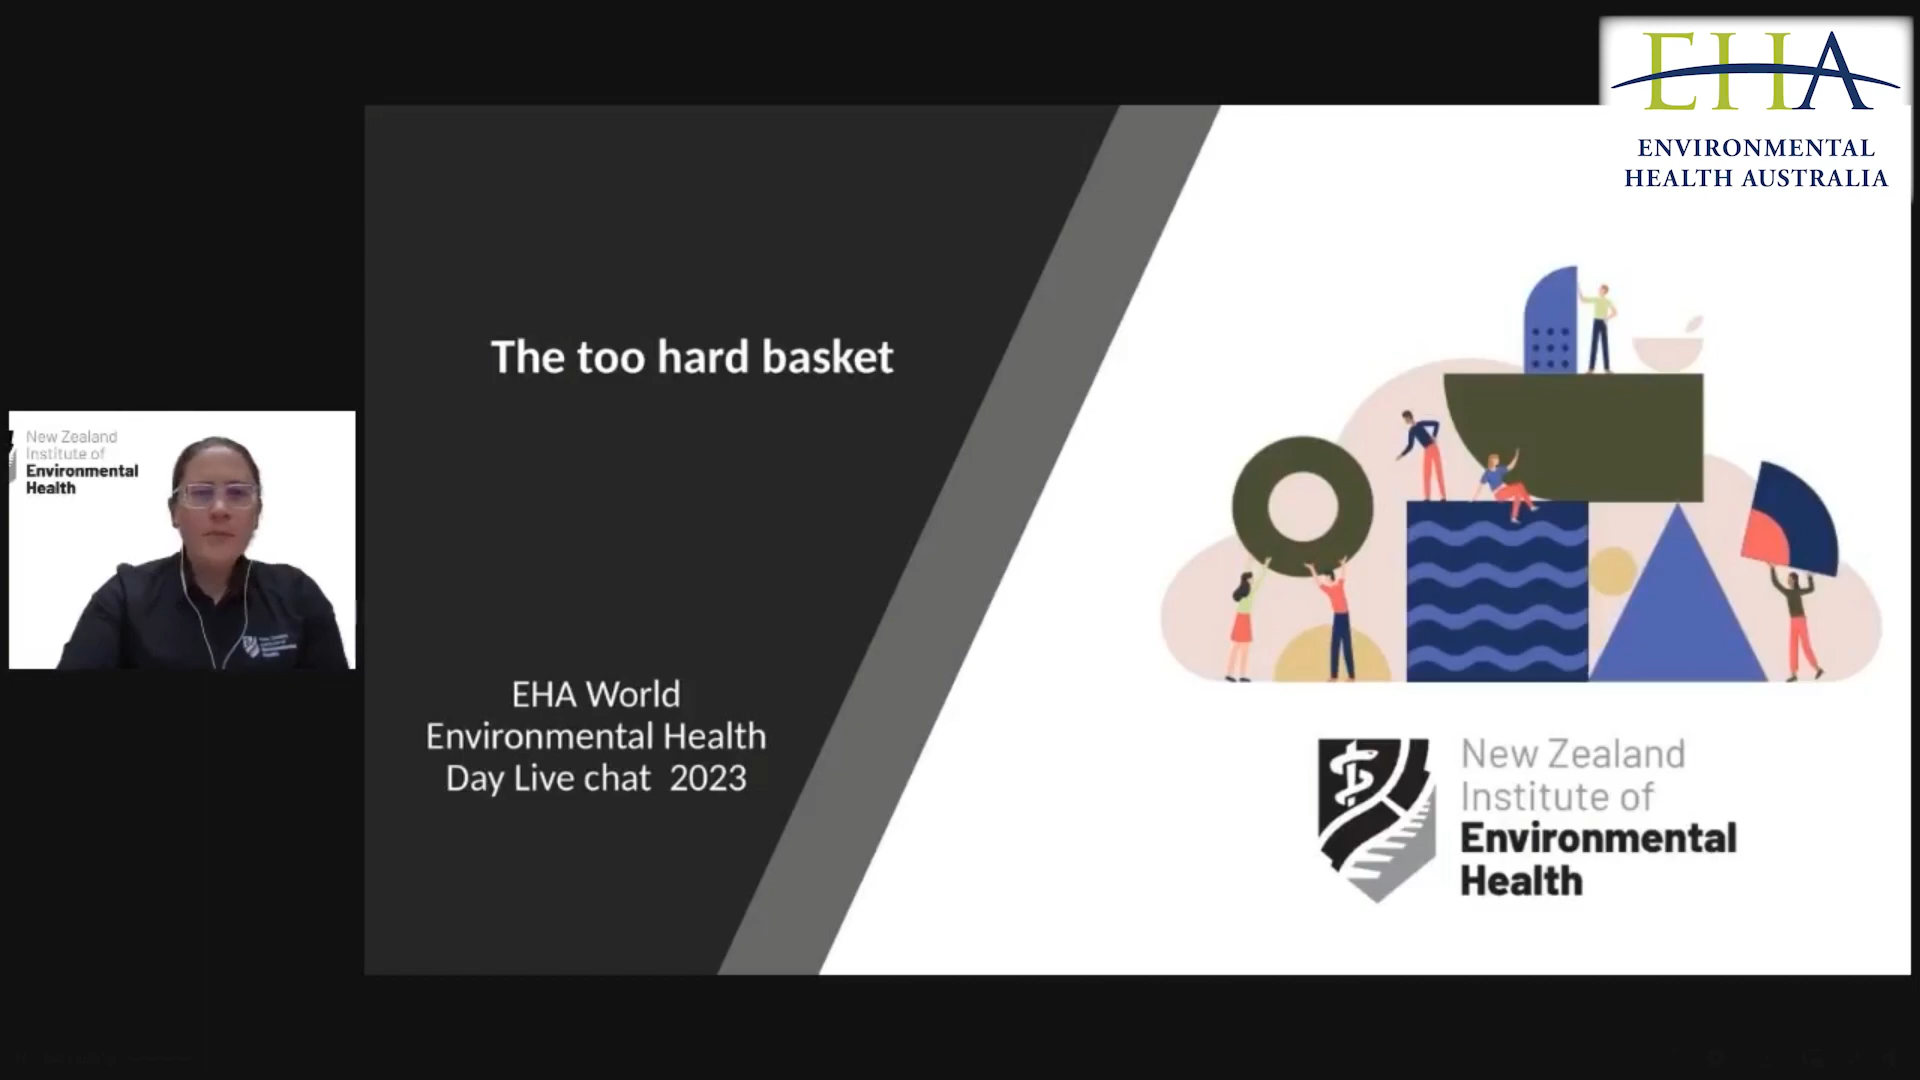 EHA
ENVIRONMENTAL
HEALTH AUSTRALIA
The too hard basket
New Zealand
Institute of
Environmental
Health
EHA World
Environmental Health
Day Live chat  2023
New Zealand
Institute of
Environmental
Health